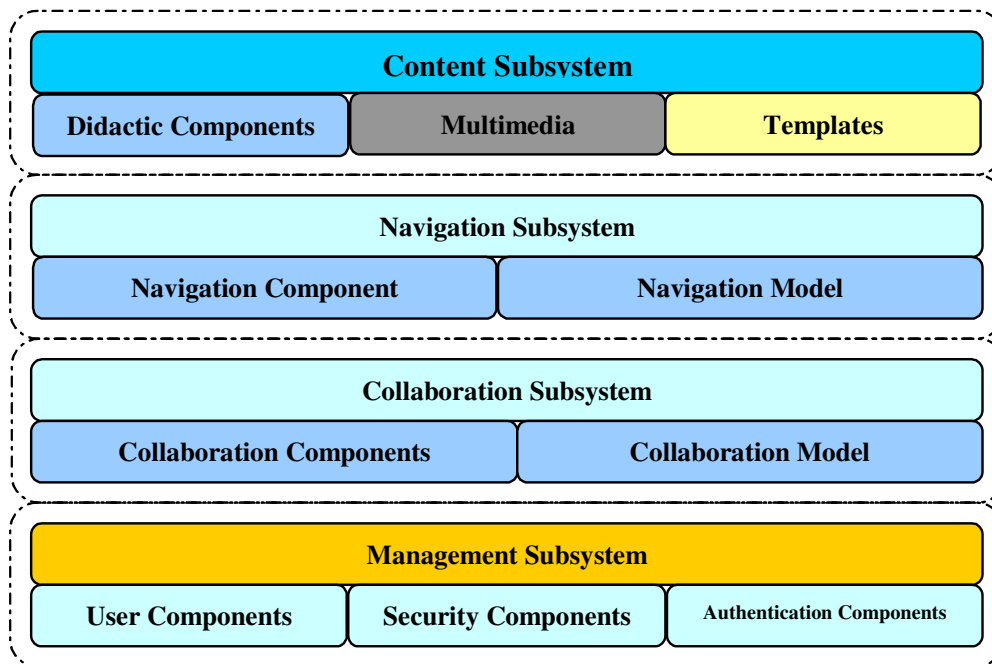 Content Subsystem
Didactic Components
Multimedia
Templates
Navigation Subsystem
Navigation Component
Navigation Model
Collaboration Subsystem
Collaboration Components
Collaboration Model
Management Subsystem
User Components
Security Components
Authentication Components